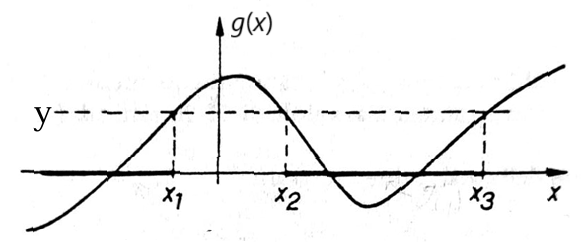 g(x)
y
x₁ x₂ x₃ x